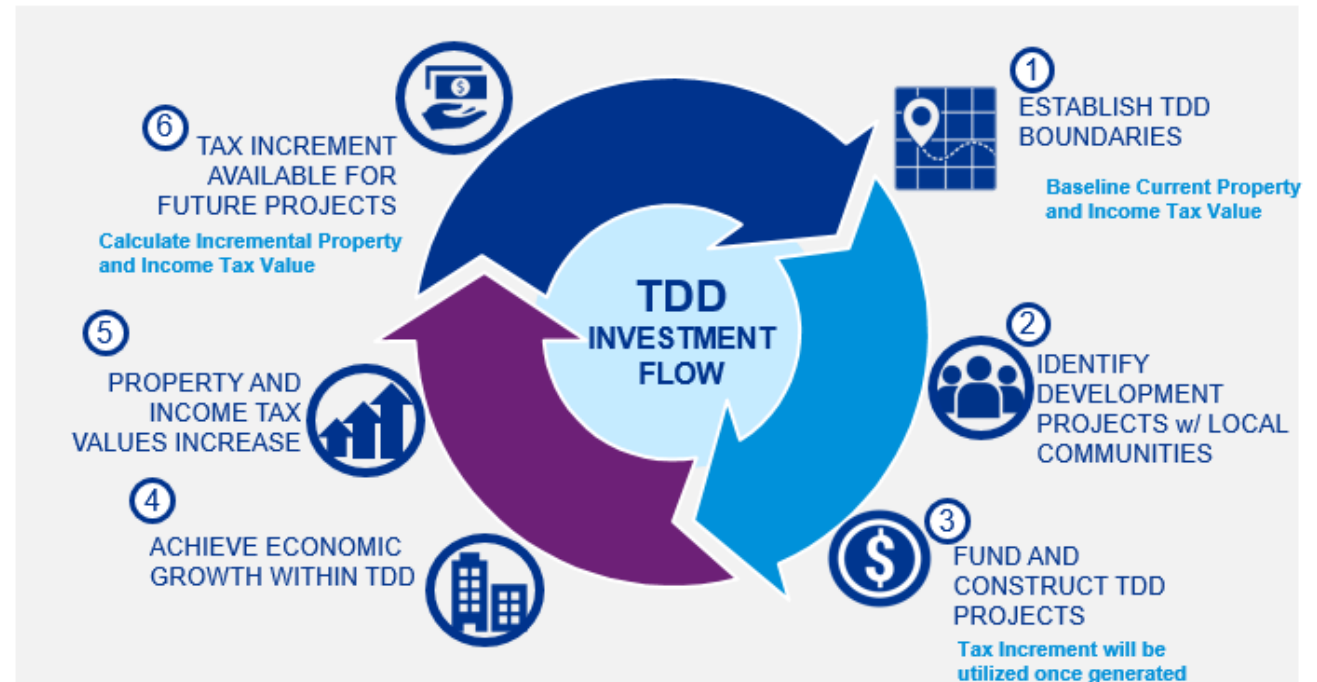 TDD
INVESTMENT
FLOW
1
ESTABLISH TDD
BOUNDARIES
Baseline Current Property
and Income Tax Value
2
IDENTIFY
DEVELOPMENT
PROJECTS w/ LOCAL
COMMUNITIES
3
$
FUND AND
CONSTRUCT TDD
PROJECTS
Tax Increment will be
utilized once generated
4
ACHIEVE ECONOMIC
GROWTH WITHIN TDD
5
PROPERTY AND
INCOME TAX
VALUES INCREASE
6
$
TAX INCREMENT
AVAILABLE FOR
FUTURE PROJECTS
Calculate Incremental Property
and Income Tax Value